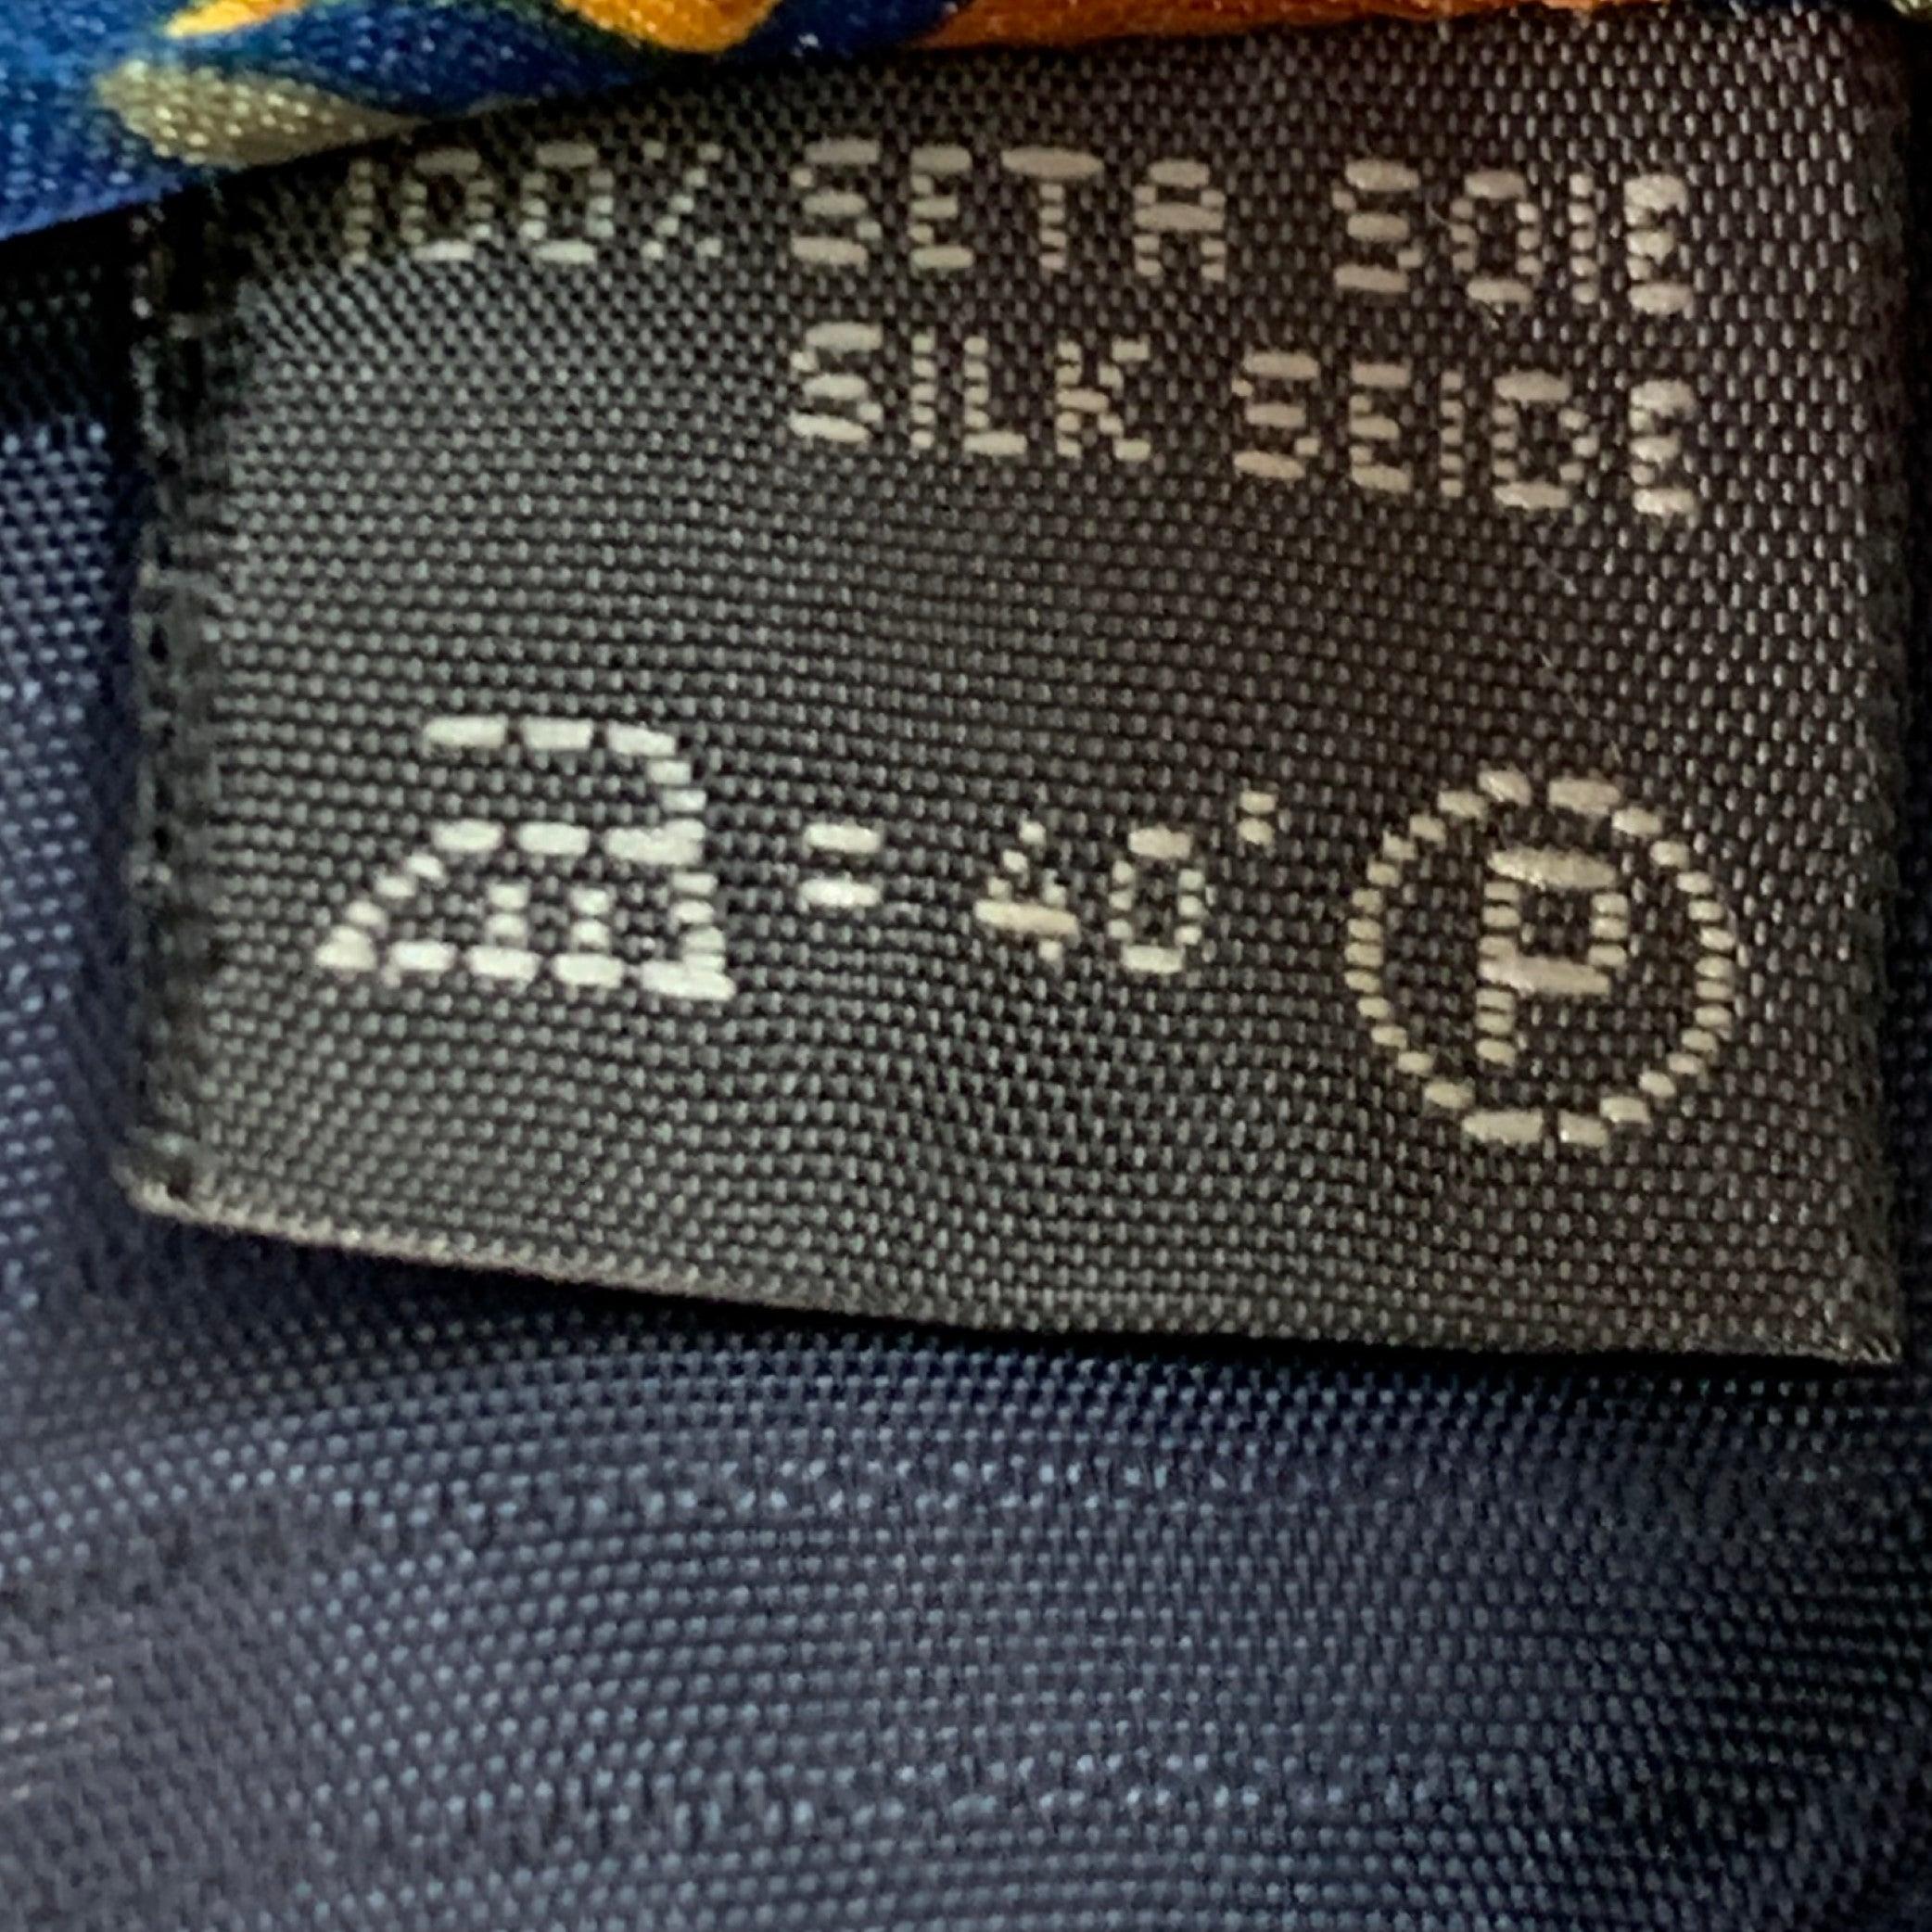 100% SETA SOIE
SILK SEIDE
= 40° P